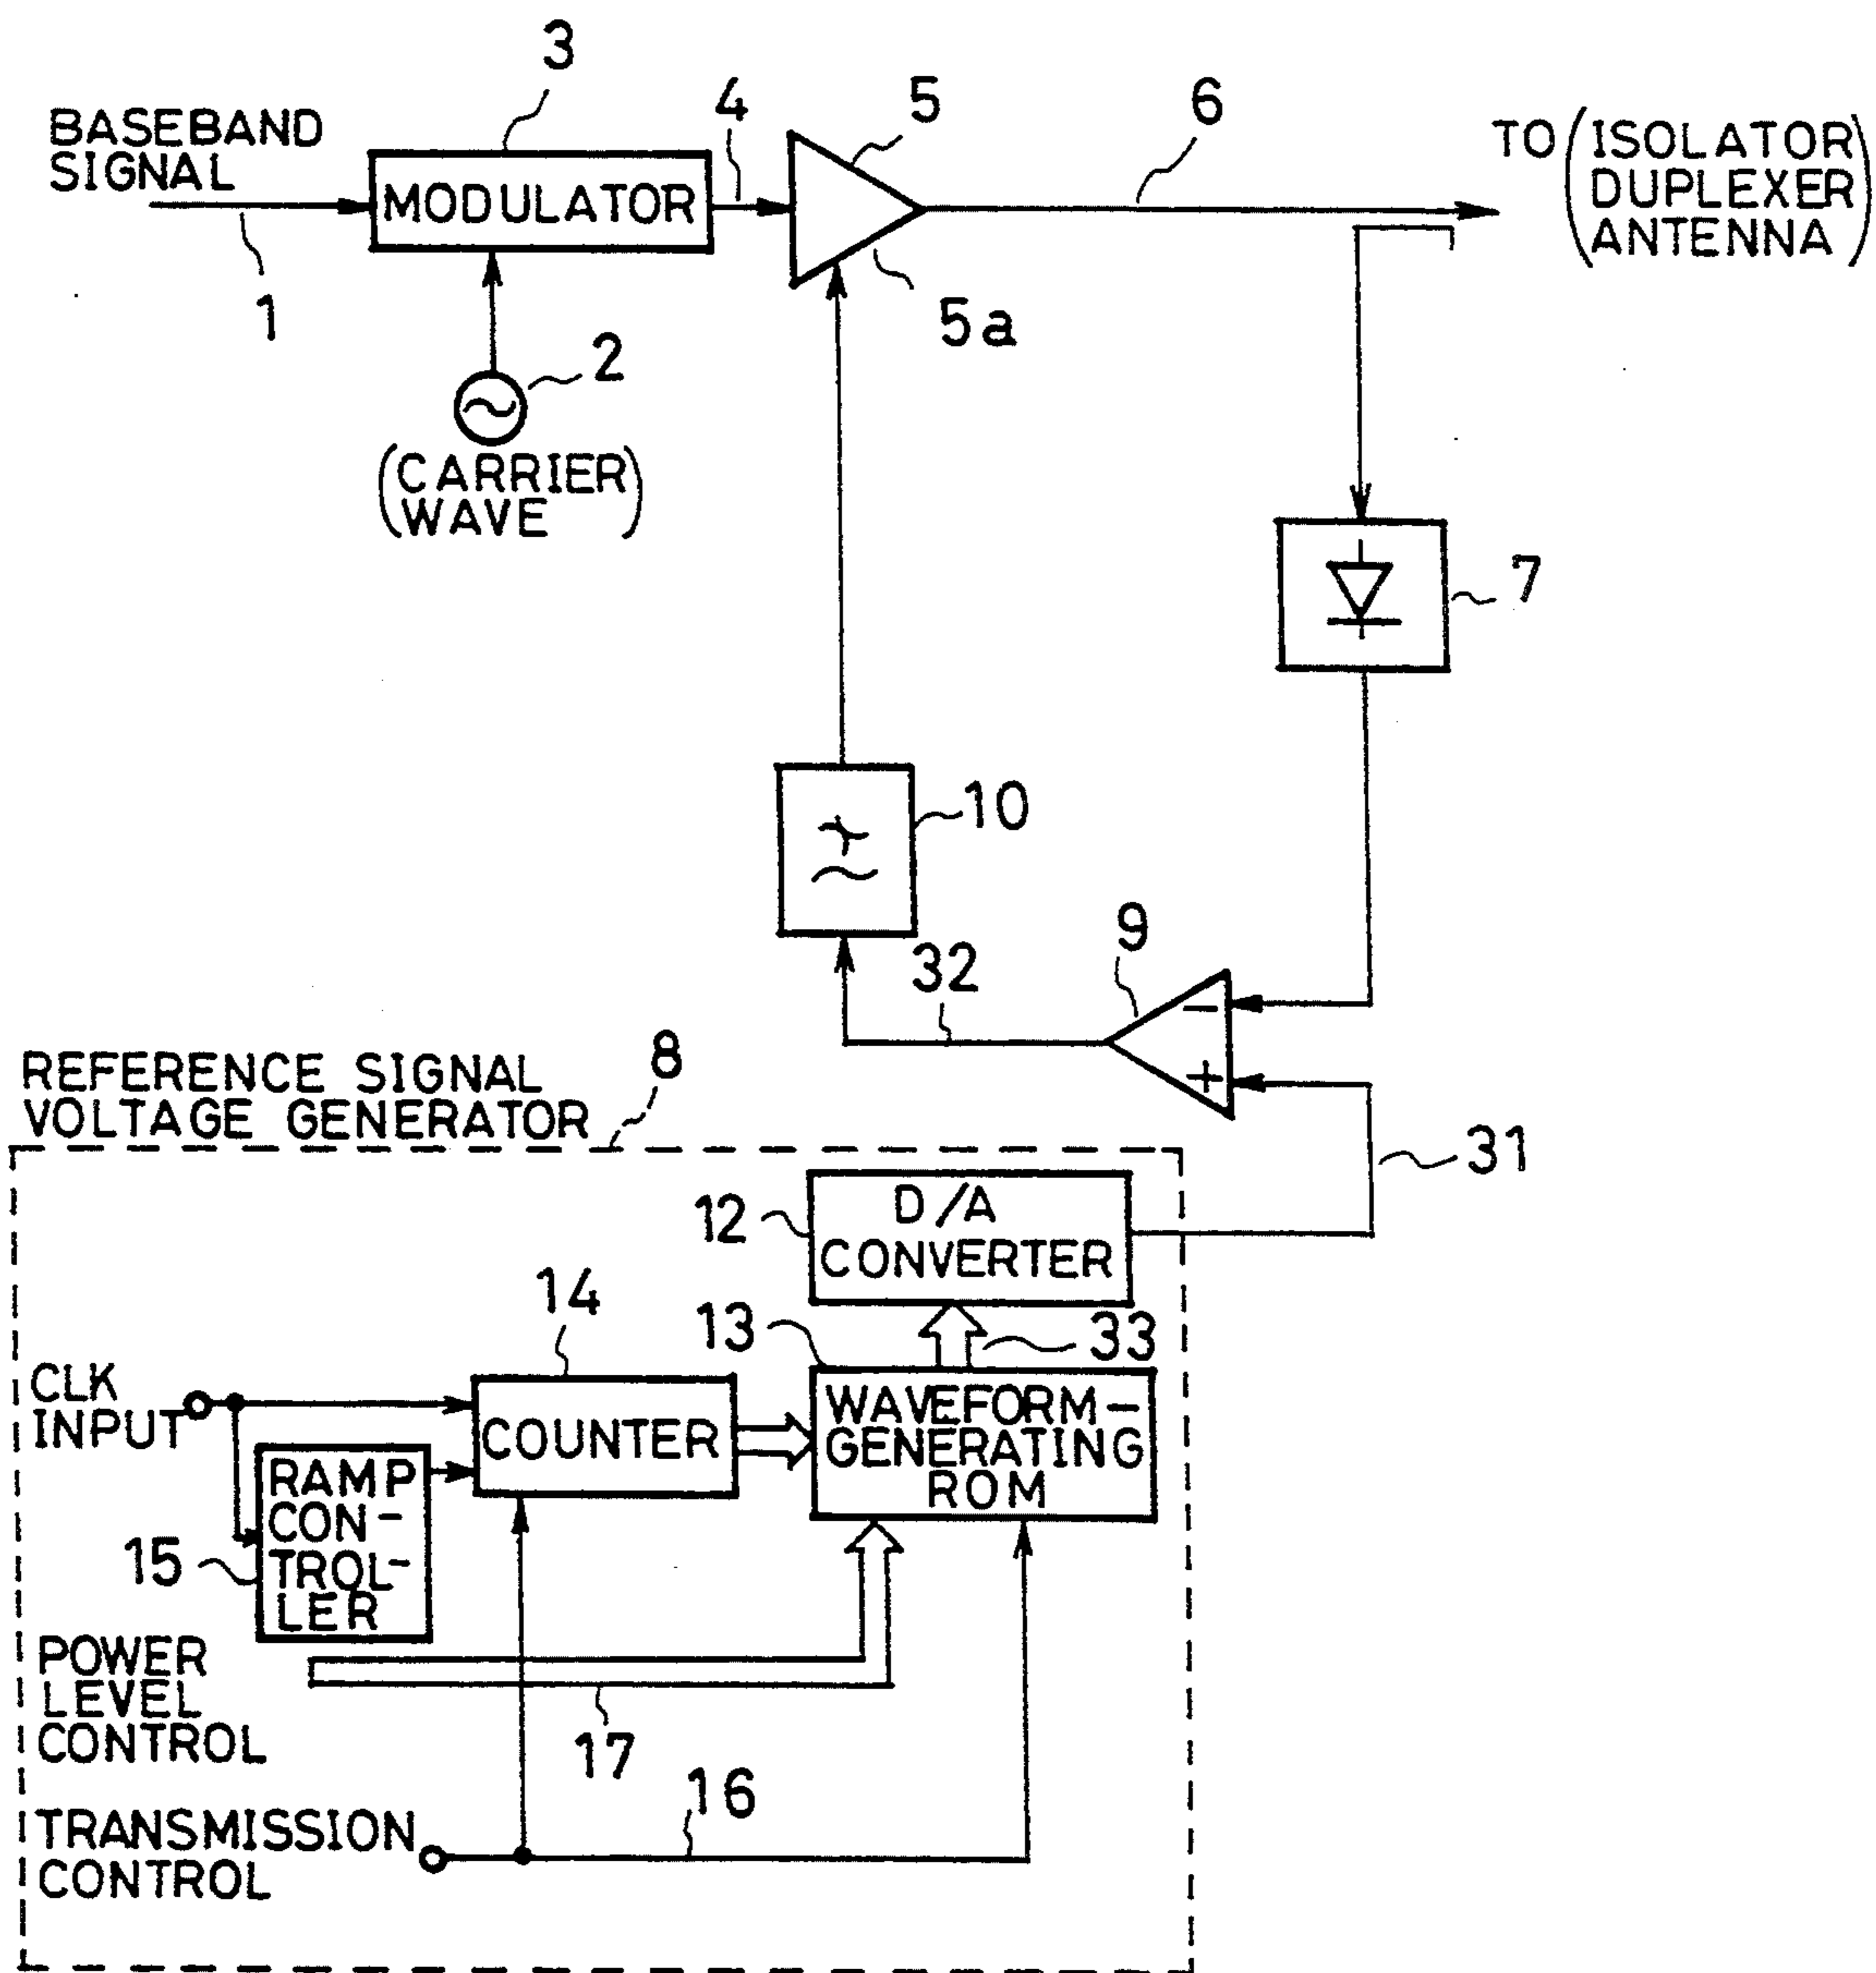 3
BASEBAND
SIGNAL
4
5
6
TO (ISOLATOR
DUPLEXER
ANTENNA)
MODULATOR
1
5a
2
(CARRIER
WAVE)
7
10
9
32
−
+
REFERENCE SIGNAL
VOLTAGE GENERATOR
8
31
12
D/A
CONVERTER
14
13
33
CLK
INPUT
COUNTER
WAVEFORM-
GENERATING
ROM
RAMP
CON-
TROL-
LER
15
POWER
LEVEL
CONTROL
17
16
TRANSMISSION
CONTROL